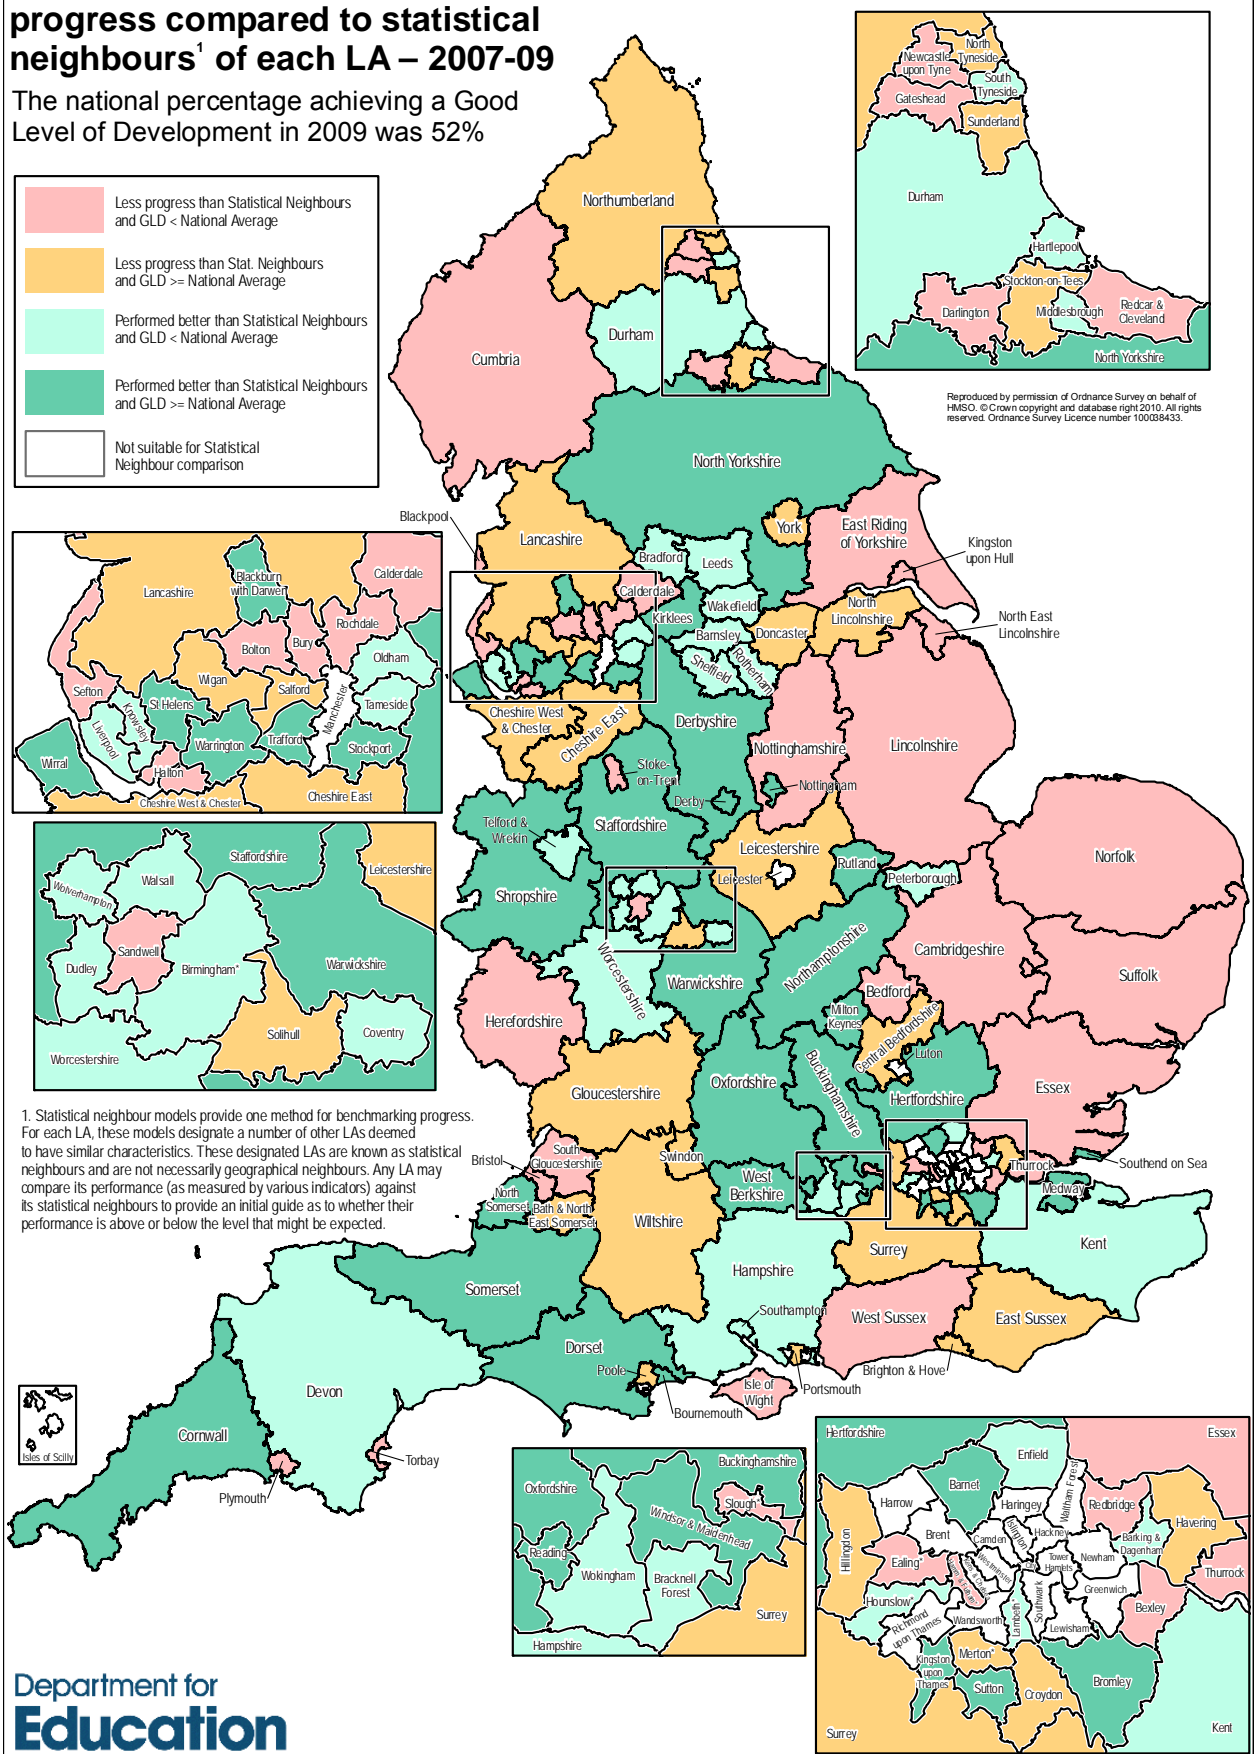 progress compared to statistical
neighbours¹ of each LA – 2007-09
The national percentage achieving a Good
Level of Development in 2009 was 52%
Less progress than Statistical Neighbours
and GLD < National Average
Less progress than Stat. Neighbours
and GLD >= National Average
Performed better than Statistical Neighbours
and GLD < National Average
Performed better than Statistical Neighbours
and GLD >= National Average
Not suitable for Statistical
Neighbour comparison
Newcastle
upon Tyne
North
Tyneside
South
Tyneside
Gateshead
Sunderland
Durham
Hartlepool
Stockton-on-Tees
Darlington
Middlesbrough
Redcar &
Cleveland
North Yorkshire
Reproduced by permission of Ordnance Survey on behalf of
HMSO. © Crown copyright and database right 2010. All rights
reserved. Ordnance Survey Licence number 100038433.
Northumberland
Cumbria
Durham
North Yorkshire
Blackpool
Lancashire
York
East Riding
of Yorkshire
Kingston
upon Hull
Bradford
Leeds
Calderdale
Kirklees
Wakefield
Barnsley
Doncaster
North
Lincolnshire
North East
Lincolnshire
Sheffield
Rotherham
Cheshire West
& Chester
Cheshire East
Derbyshire
Nottinghamshire
Lincolnshire
Stoke-
on-Trent
Derby
Nottingham
Telford &
Wrekin
Staffordshire
Leicestershire
Leicester
Rutland
Peterborough
Norfolk
Shropshire
Worcestershire
Warwickshire
Northamptonshire
Cambridgeshire
Suffolk
Herefordshire
Bedford
Milton
Keynes
Central Bedfordshire
Luton
Gloucestershire
Oxfordshire
Buckinghamshire
Hertfordshire
Essex
Bristol
South
Gloucestershire
Swindon
North
Somerset
Bath & North
East Somerset
Wiltshire
West
Berkshire
Thurrock
Southend on Sea
Medway
Kent
Surrey
Hampshire
Southampton
West Sussex
East Sussex
Brighton & Hove
Portsmouth
Isle of
Wight
Somerset
Dorset
Poole
Bournemouth
Devon
Cornwall
Plymouth
Torbay
Isles of Scilly
Lancashire
Blackburn
with Darwen
Calderdale
Rochdale
Bolton
Bury
Oldham
Sefton
Wigan
Salford
Manchester
Tameside
St Helens
Knowsley
Liverpool
Warrington
Trafford
Stockport
Wirral
Halton
Cheshire West & Chester
Cheshire East
Staffordshire
Leicestershire
Wolverhampton
Walsall
Sandwell
Dudley
Birmingham*
Warwickshire
Solihull
Coventry
Worcestershire
1. Statistical neighbour models provide one method for benchmarking progress.
For each LA, these models designate a number of other LAs deemed
to have similar characteristics. These designated LAs are known as statistical
neighbours and are not necessarily geographical neighbours. Any LA may
compare its performance (as measured by various indicators) against
its statistical neighbours to provide an initial guide as to whether their
performance is above or below the level that might be expected.
Oxfordshire
Buckinghamshire
Slough*
Windsor & Maidenhead
Reading
Wokingham
Bracknell
Forest
Surrey
Hampshire
Hertfordshire
Essex
Enfield
Barnet
Harrow
Haringey
Waltham Forest
Redbridge
Havering
Hillingdon
Brent
Camden
Islington
Hackney
Barking &
Dagenham
Ealing*
Westminster
City
Tower
Hamlets
Newham
Thurrock
Hounslow*
Greenwich
Richmond
upon Thames
Wandsworth
Lambeth*
Southwark
Lewisham
Bexley
Kingston
upon
Thames
Merton*
Sutton
Croydon
Bromley
Surrey
Kent
Department for
Education